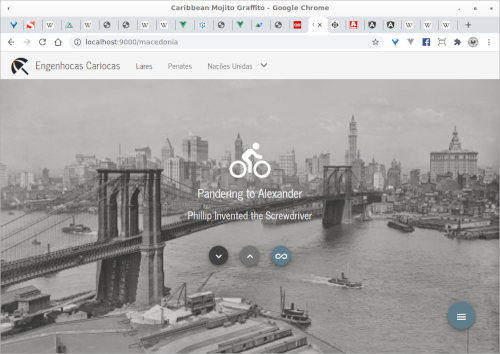 Caribbean Mojito Graffito - Google Chrome
localhost:9000/macedonia
Engenhocas Cariocas Lares Penates Nações Unidas
Pandering to Alexander
Phillip Invented the Screwdriver